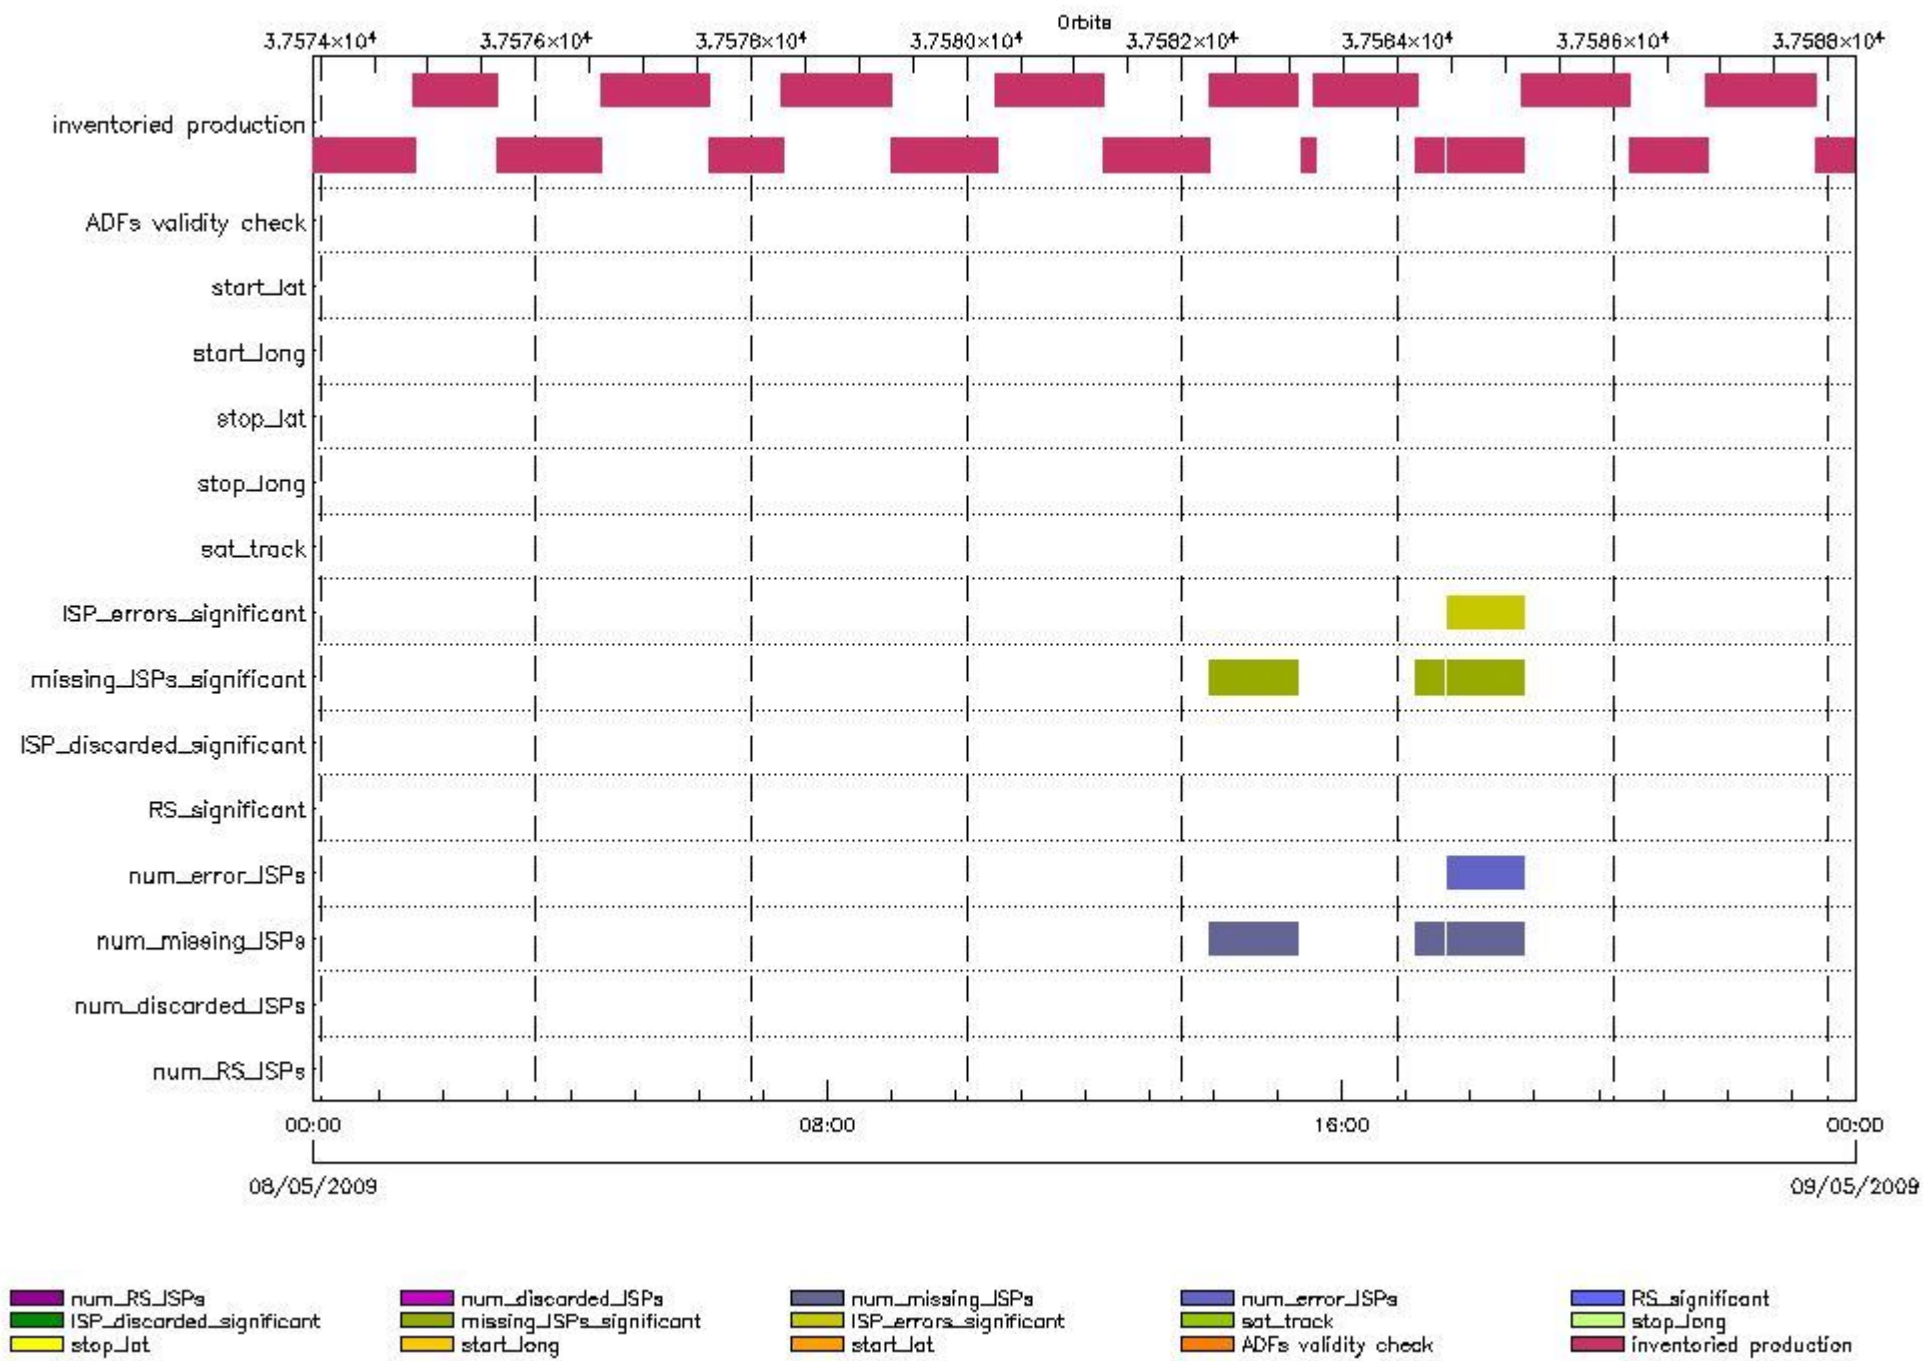 Orbits
3.7574×10⁴ 3.7576×10⁴ 3.7578×10⁴ 3.7580×10⁴ 3.7582×10⁴ 3.7584×10⁴ 3.7586×10⁴ 3.7588×10⁴
inventoried production
ADFs validity check
start_lat
start_long
stop_lat
stop_long
sat_track
ISP_errors_significant
missing_ISPs_significant
ISP_discarded_significant
RS_significant
num_error_ISPs
num_missing_ISPs
num_discarded_ISPs
num_RS_ISPs
00:00 08:00 16:00 00:00
08/05/2009 09/05/2009
num_RS_ISPs num_discarded_ISPs num_missing_ISPs num_error_ISPs RS_significant
ISP_discarded_significant missing_ISPs_significant ISP_errors_significant sat_track stop_long
stop_lat start_long start_lat ADFs validity check inventoried production